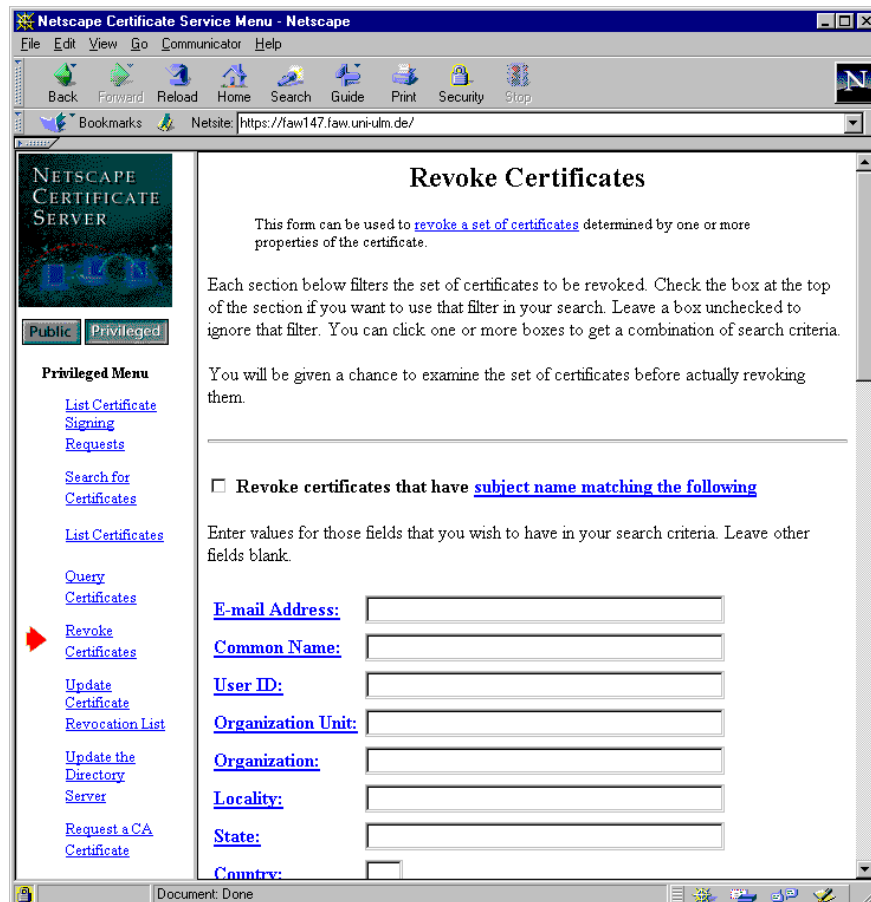 Netscape Certificate Service Menu - Netscape
File Edit View Go Communicator Help
Back Forward Reload Home Search Guide Print Security Stop
N
Bookmarks Netsite: https://faw147.faw.uni-ulm.de/
NETSCAPE
CERTIFICATE
SERVER
Public Privileged
Privileged Menu
List Certificate
Signing
Requests
Search for
Certificates
List Certificates
Query
Certificates
Revoke
Certificates
Update
Certificate
Revocation List
Update the
Directory
Server
Request a CA
Certificate
Revoke Certificates
This form can be used to revoke a set of certificates determined by one or more
properties of the certificate.
Each section below filters the set of certificates to be revoked. Check the box at the top
of the section if you want to use that filter in your search. Leave a box unchecked to
ignore that filter. You can click one or more boxes to get a combination of search criteria.
You will be given a chance to examine the set of certificates before actually revoking
them.
Revoke certificates that have subject name matching the following
Enter values for those fields that you wish to have in your search criteria. Leave other
fields blank.
E-mail Address:
Common Name:
User ID:
Organization Unit:
Organization:
Locality:
State:
Country:
Document: Done